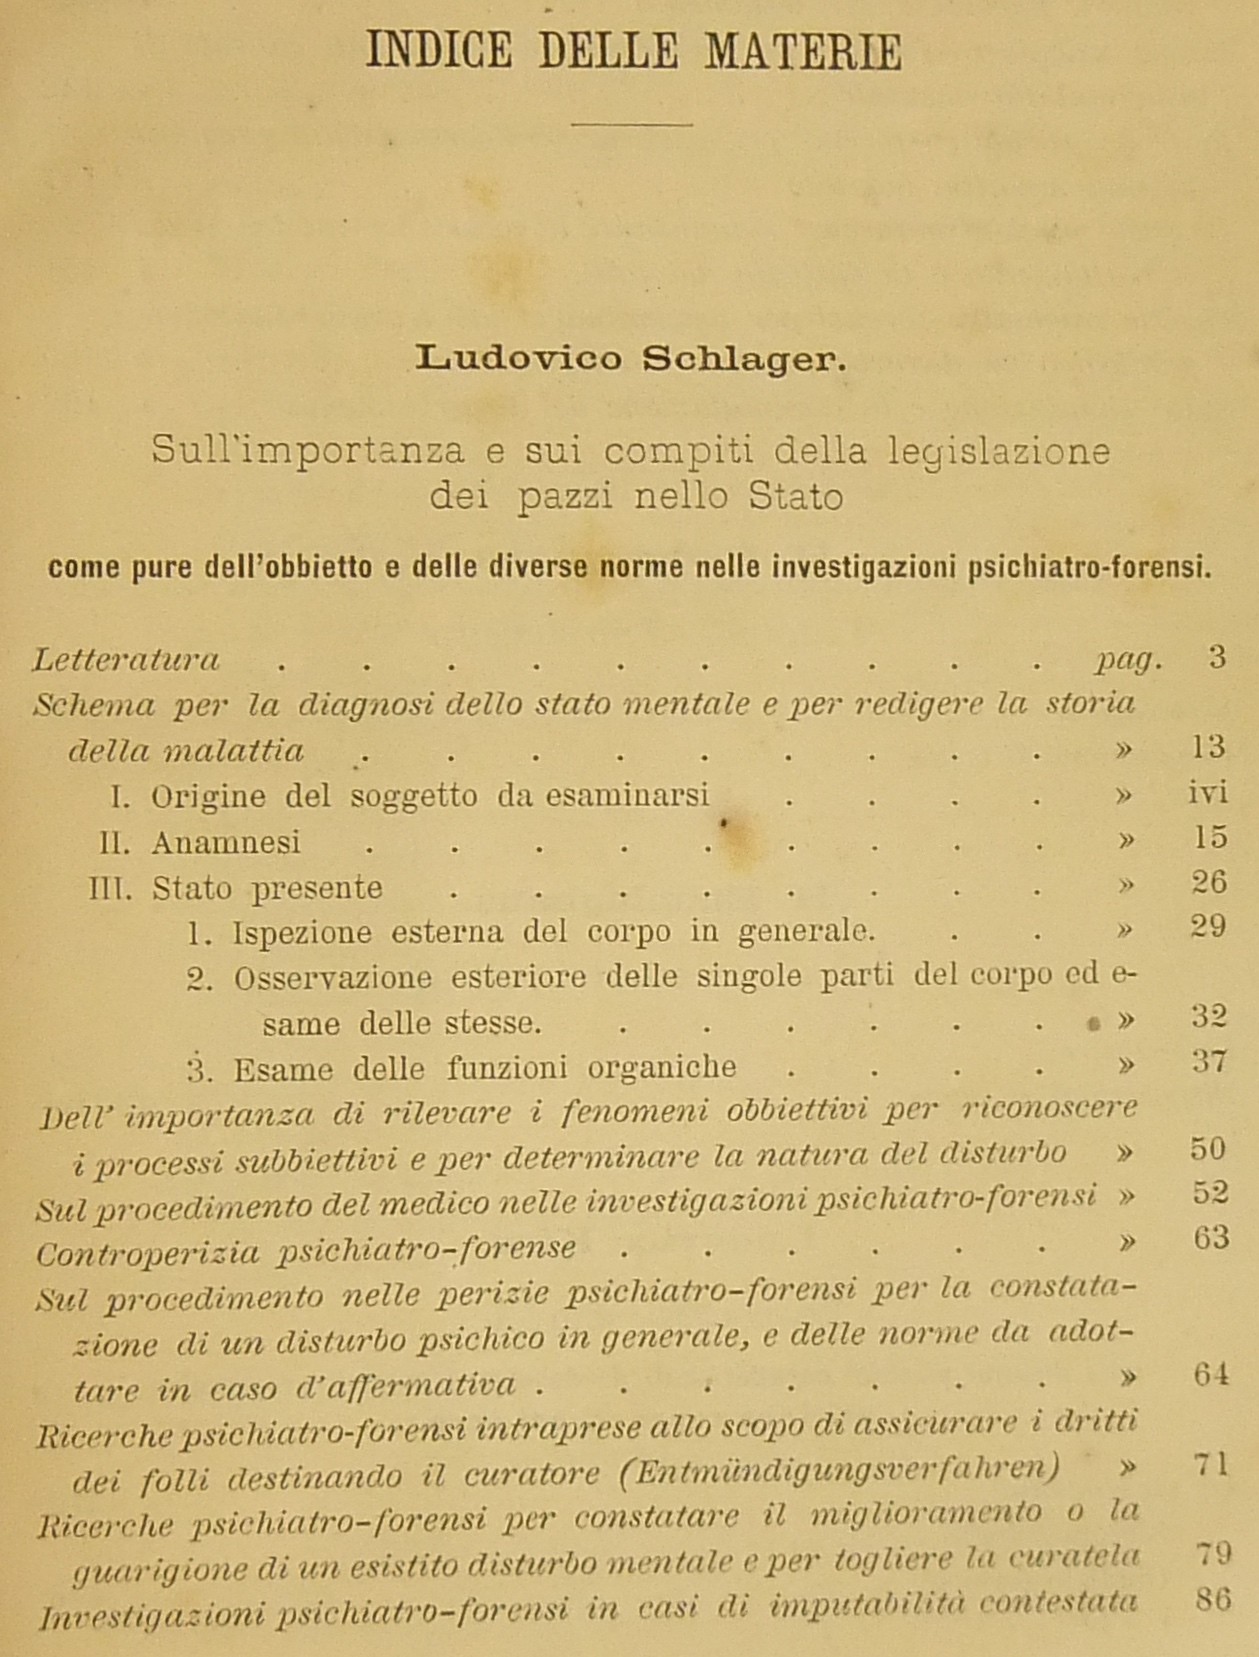 INDICE DELLE MATERIE
Ludovico Schlager.
Sull'importanza e sui compiti della legislazione
dei pazzi nello Stato
come pure dell'obbietto e delle diverse norme nelle investigazioni psichiatro-forensi.
Letteratura . . . . . . . . . . pag. 3
Schema per la diagnosi dello stato mentale e per redigere la storia
della malattia . . . . . . . . . » 13
I. Origine del soggetto da esaminarsi . . . . » ivi
II. Anamnesi . . . . . . . . . » 15
III. Stato presente . . . . . . . . » 26
1. Ispezione esterna del corpo in generale. . . » 29
2. Osservazione esteriore delle singole parti del corpo ed e-
same delle stesse. . . . . . . » 32
3. Esame delle funzioni organiche . . . . » 37
Dell' importanza di rilevare i fenomeni obbiettivi per riconoscere
i processi subbiettivi e per determinare la natura del disturbo » 50
Sul procedimento del medico nelle investigazioni psichiatro-forensi » 52
Controperizia psichiatro-forense . . . . . . » 63
Sul procedimento nelle perizie psichiatro-forensi per la constata-
zione di un disturbo psichico in generale, e delle norme da adot-
tare in caso d'affermativa . . . . . . . » 64
Ricerche psichiatro-forensi intraprese allo scopo di assicurare i dritti
dei folli destinando il curatore (Entmündigungsverfahren) » 71
Ricerche psichiatro-forensi per constatare il miglioramento o la
guarigione di un esistito disturbo mentale e per togliere la curatela 79
Investigazioni psichiatro-forensi in casi di imputabilità contestata 86